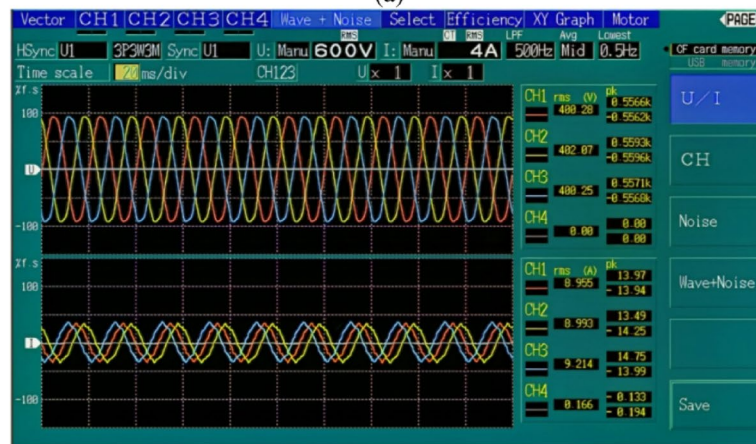 (a)
Vector CH1 CH2 CH3 CH4 Wave + Noise Select Efficiency XY Graph Motor PAGE
RMS CT RMS LPF Avg Lowest
HSync U1 3P3W3M Sync U1 U: Manu 600V I: Manu 4A 500Hz Mid 0.5Hz
CF card memory
USB memory
Time scale 20 ms/div CH123 U x 1 I x 1
%f.s
100
U
-100
CH1 rms (V) pk
400.28 0.5566k
-0.5562k
CH2
402.07 0.5593k
-0.5596k
CH3
400.25 0.5571k
-0.5568k
CH4
0.00 0.00
0.00
%f.s
100
I
-100
CH1 rms (A) pk
8.955 13.97
- 13.94
CH2
8.993 13.49
- 14.25
CH3
9.214 14.75
- 13.99
CH4
0.166 - 0.133
- 0.194
U/I
CH
Noise
Wave+Noise
Save